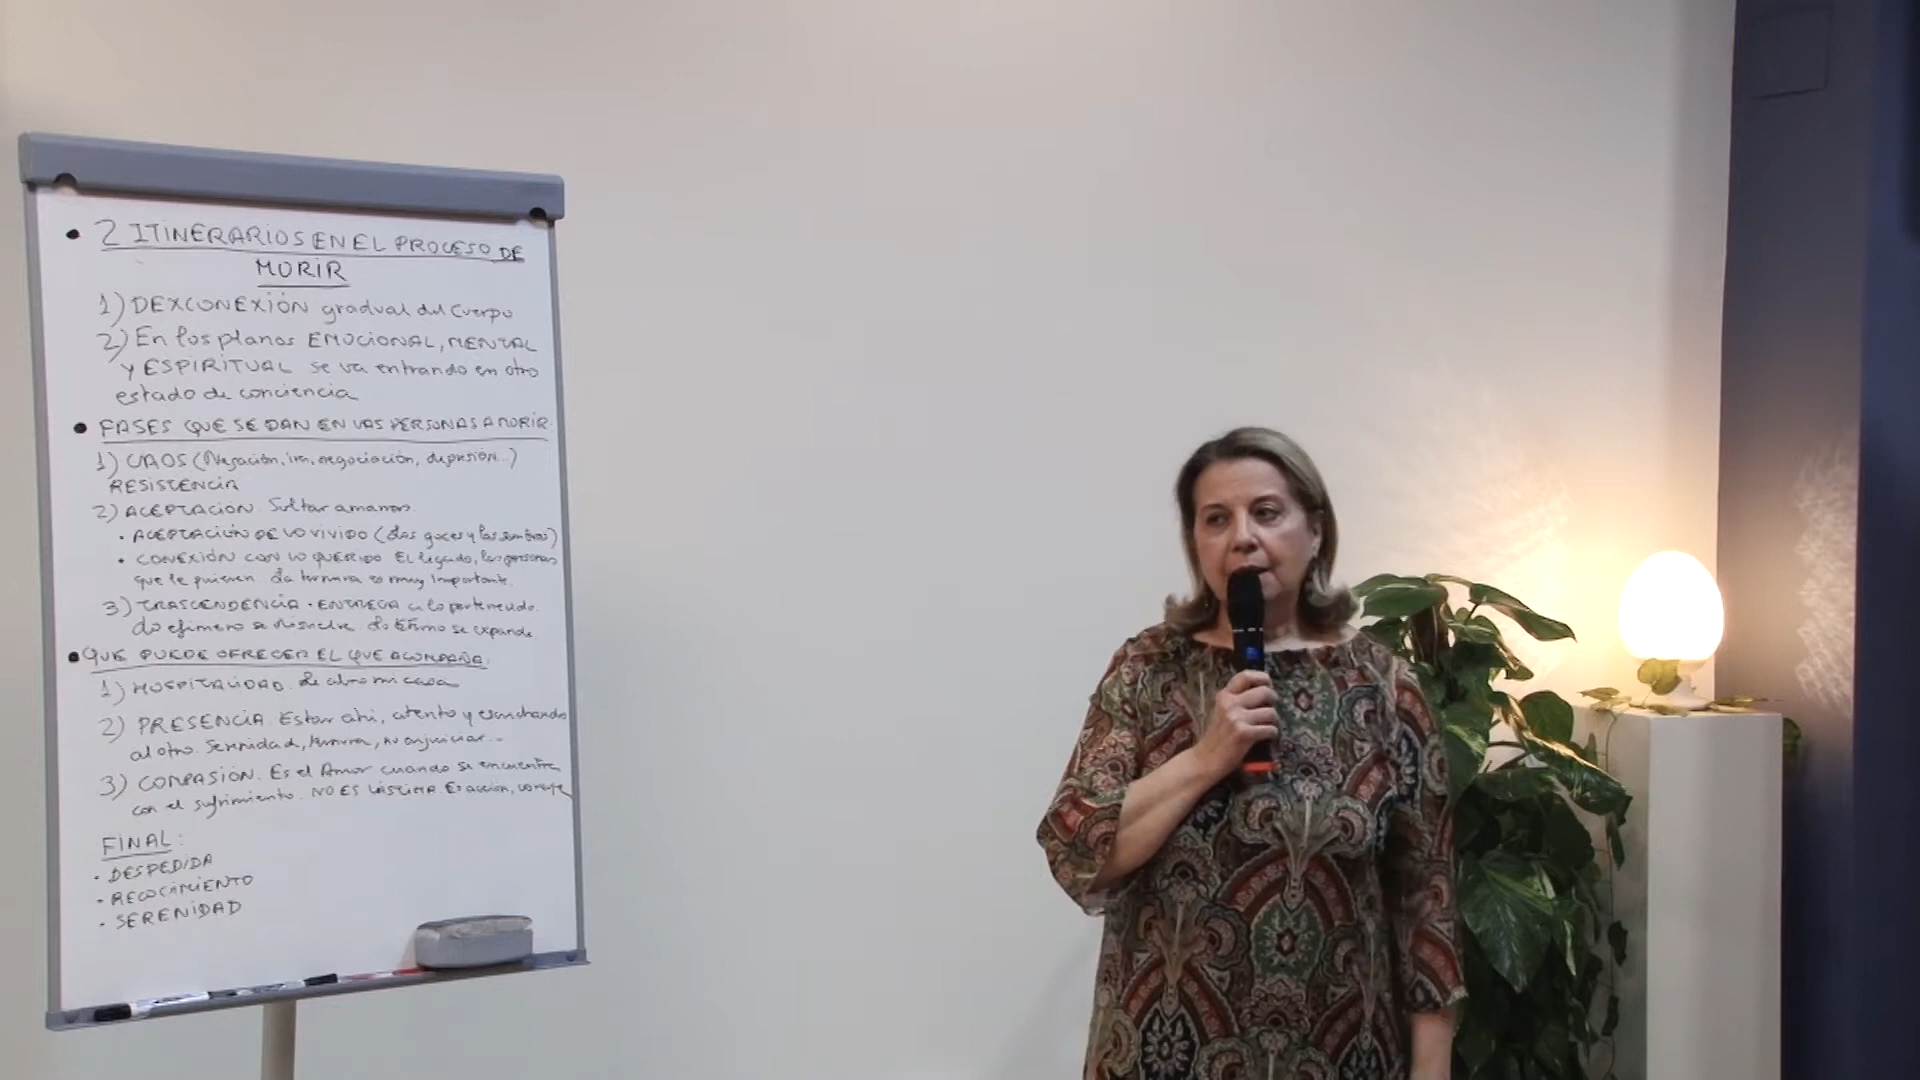 • 2 ITINERARIOS EN EL PROCESO DE
MORIR
1) DEXCONEXIÓN gradual del Cuerpo
2) En los planos EMOCIONAL, MENTAL
Y ESPIRITUAL se va entrando en otro
estado de conciencia
• FASES QUE SE DAN EN LAS PERSONAS A MORIR
1) CAOS (Negación, ira, negociación, depresión...)
RESISTENCIA
2) ACEPTACIÓN. Soltar amarras.
• ACEPTACIÓN DE LO VIVIDO (Los goces y las sombras)
• CONEXIÓN CON LO QUERIDO El legado, las personas
que le quieren. La ternura es muy importante.
3) TRASCENDENCIA • ENTREGA a lo
Lo efímero se disuelve Lo Eterno se expande
• QUE PUEDE OFRECER EL QUE ACOMPAÑA:
1) HOSPITALIDAD. Le abro mi casa
2) PRESENCIA. Estar ahí, atento y escuchando
al otro. Serenidad, ternura, no enjuiciar...
3) COMPASIÓN. Es el Amor cuando se encuentra
con el sufrimiento. NO ES LÁSTIMA Es acción,
FINAL:
• DESPEDIDA
• RECOCIMIENTO
• SERENIDAD